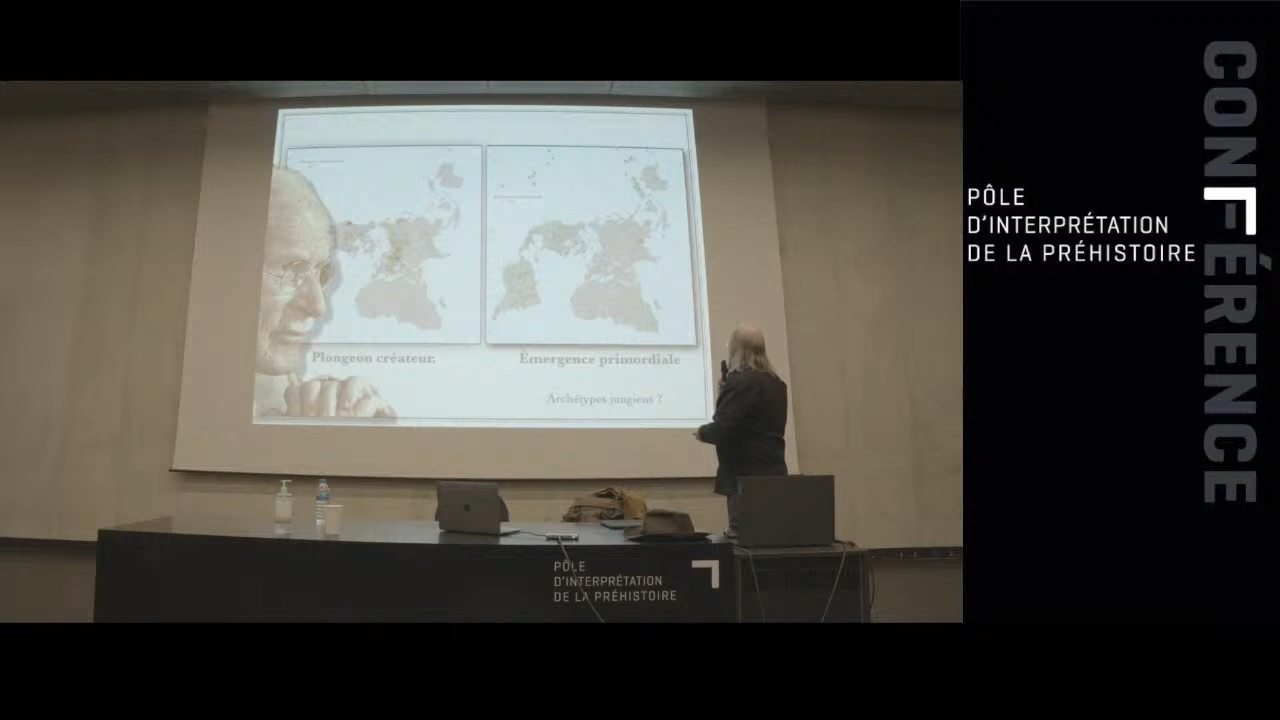 Plongeon créateur.
Émergence primordiale
Archétypes jungiens ?
PÔLE
D'INTERPRÉTATION
DE LA PRÉHISTOIRE
PÔLE
D'INTERPRÉTATION
DE LA PRÉHISTOIRE
CONFÉRENCE